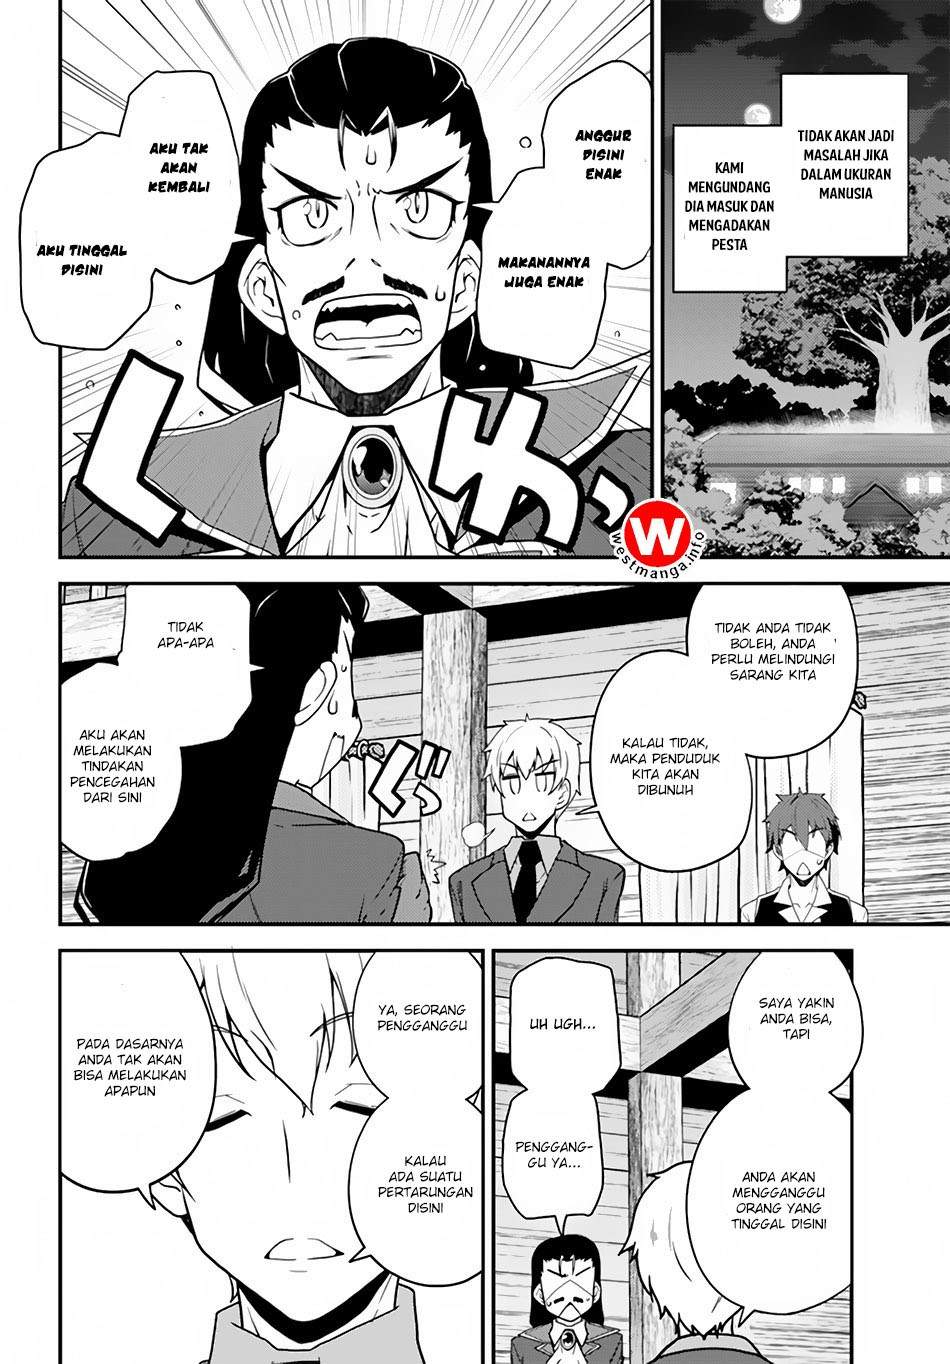 TIDAK AKAN JADI
MASALAH JIKA
DALAM UKURAN
MANUSIA
KAMI
MENGUNDANG
DIA MASUK DAN
MENGADAKAN
PESTA
ANGGUR
DISINI
ENAK
MAKANANNYA
JUGA ENAK
AKU TAK
AKAN
KEMBALI
AKU TINGGAL
DISINI
くわっ
W
westmanga.info
TIDAK ANDA TIDAK
BOLEH, ANDA
PERLU MELINDUNGI
SARANG KITA
KALAU TIDAK,
MAKA PENDUDUK
KITA AKAN
DIBUNUH
TIDAK
APA-APA
AKU AKAN
MELAKUKAN
TINDAKAN
PENCEGAHAN
DARI SINI
SAYA YAKIN
ANDA BISA,
TAPI
ANDA AKAN
MENGGANGGU
ORANG YANG
TINGGAL DISINI
UH UGH...
PENGGANG-
GU YA...
YA, SEORANG
PENGGANGGU
KALAU
ADA SUATU
PERTARUNGAN
DISINI
PADA DASARNYA
ANDA TAK AKAN
BISA MELAKUKAN
APAPUN